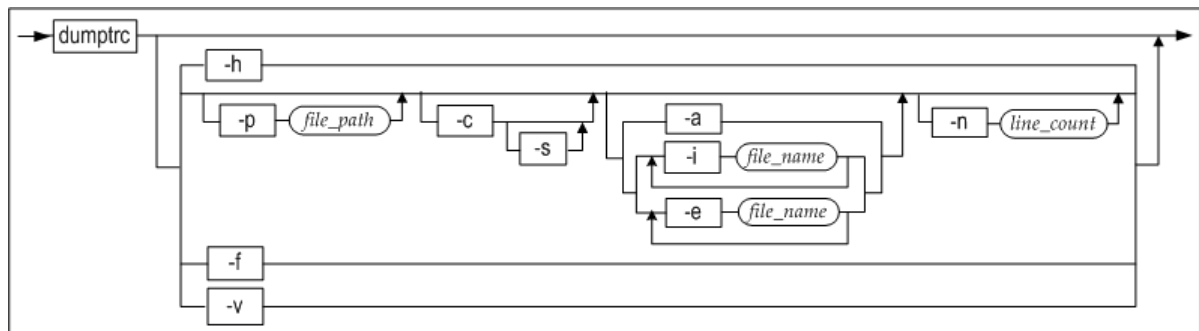 dumptrc
-h
-p file_path -c -s -a -n line_count
-i file_name
-e file_name
-f
-v